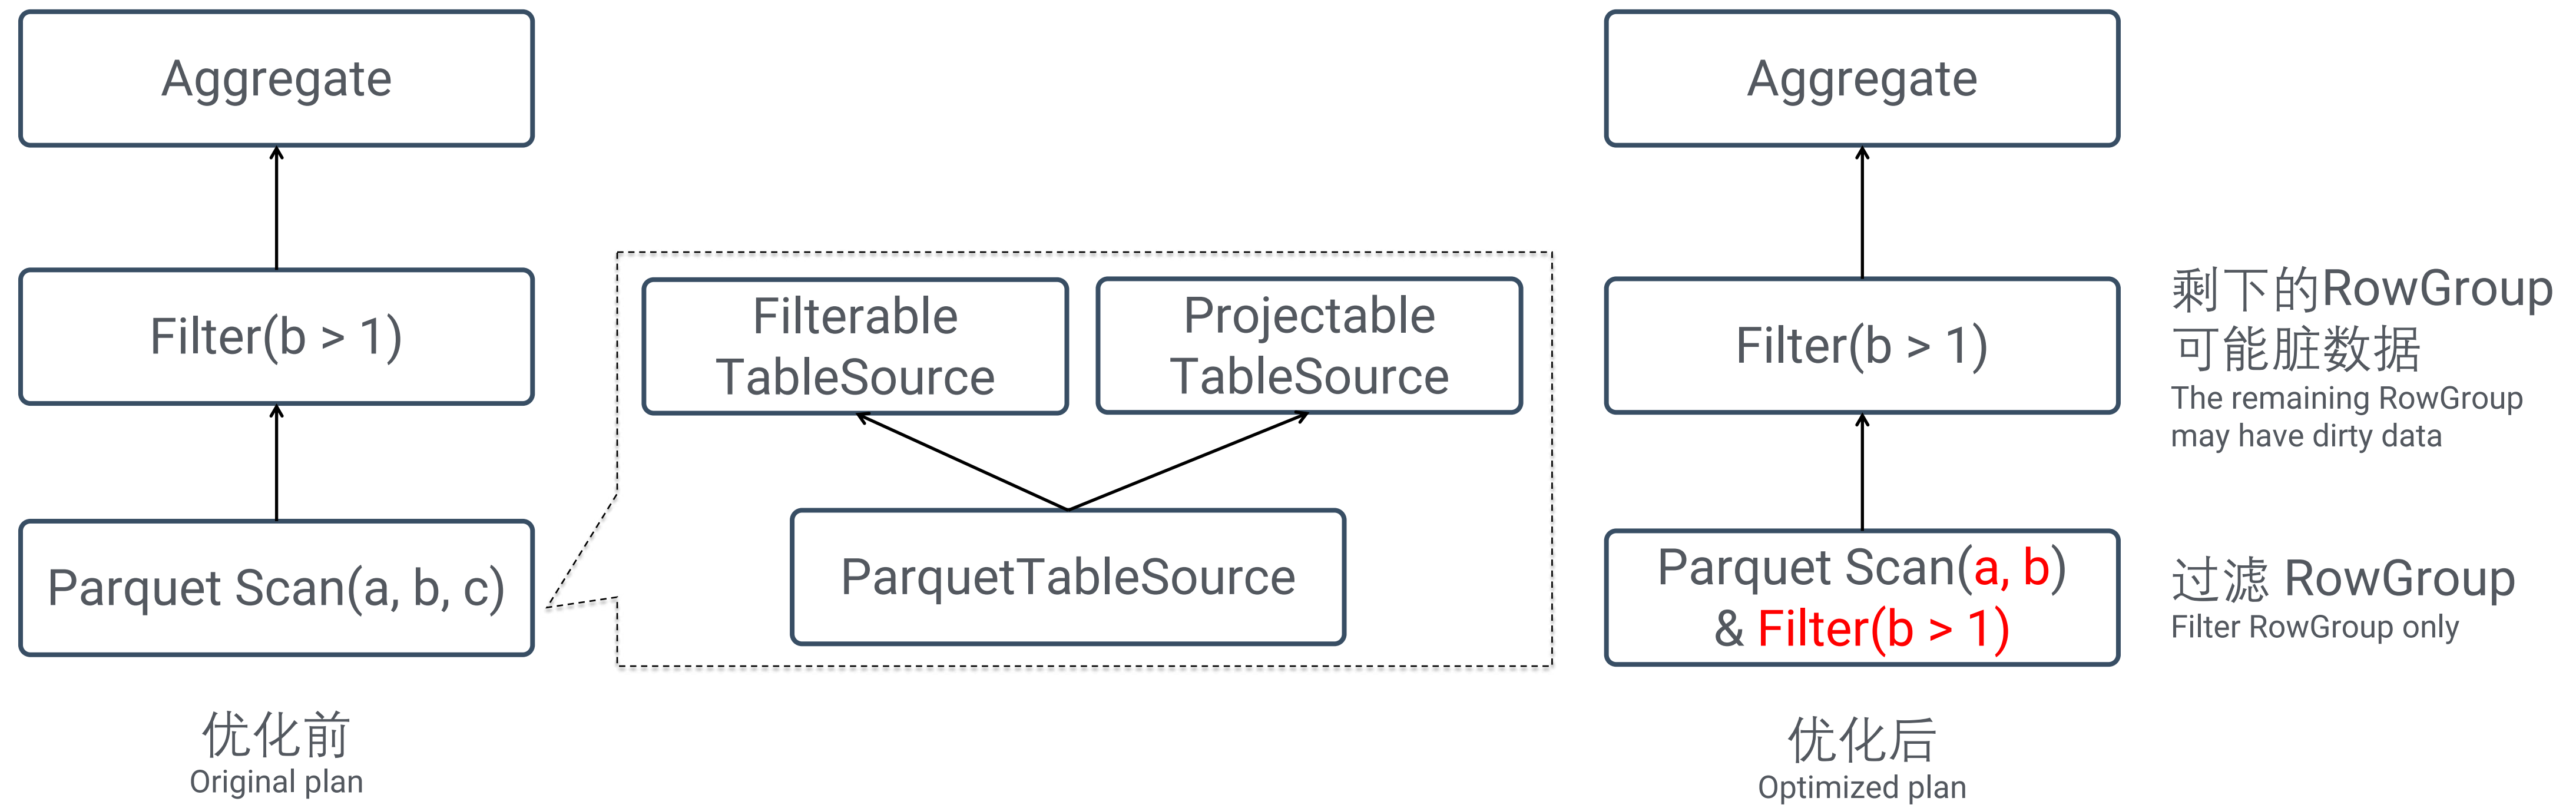 Aggregate
Filter(b > 1)
Parquet Scan(a, b, c)
优化前
Original plan
Filterable
TableSource
Projectable
TableSource
ParquetTableSource
Aggregate
Filter(b > 1)
Parquet Scan(a, b)
& Filter(b > 1)
优化后
Optimized plan
剩下的RowGroup
可能脏数据
The remaining RowGroup
may have dirty data
过滤 RowGroup
Filter RowGroup only